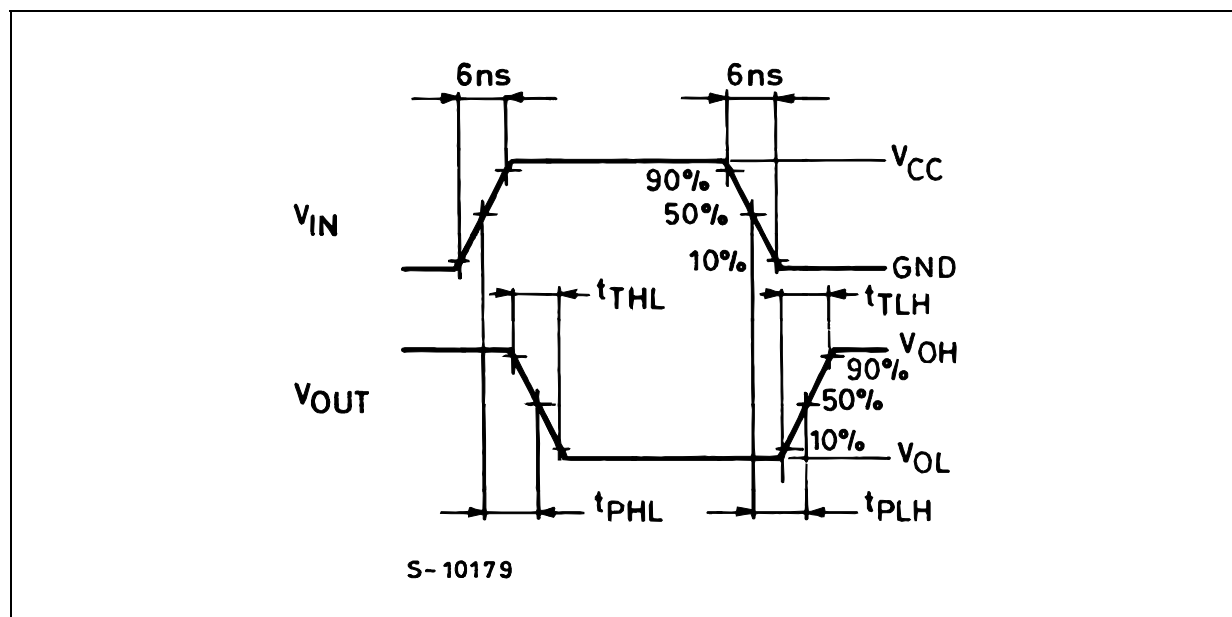 6ns 6ns
VCC
90%
VIN 50%
10%
GND
tTHL tTLH
VOH
90%
VOUT 50%
10%
VOL
tPHL tPLH
S-10179